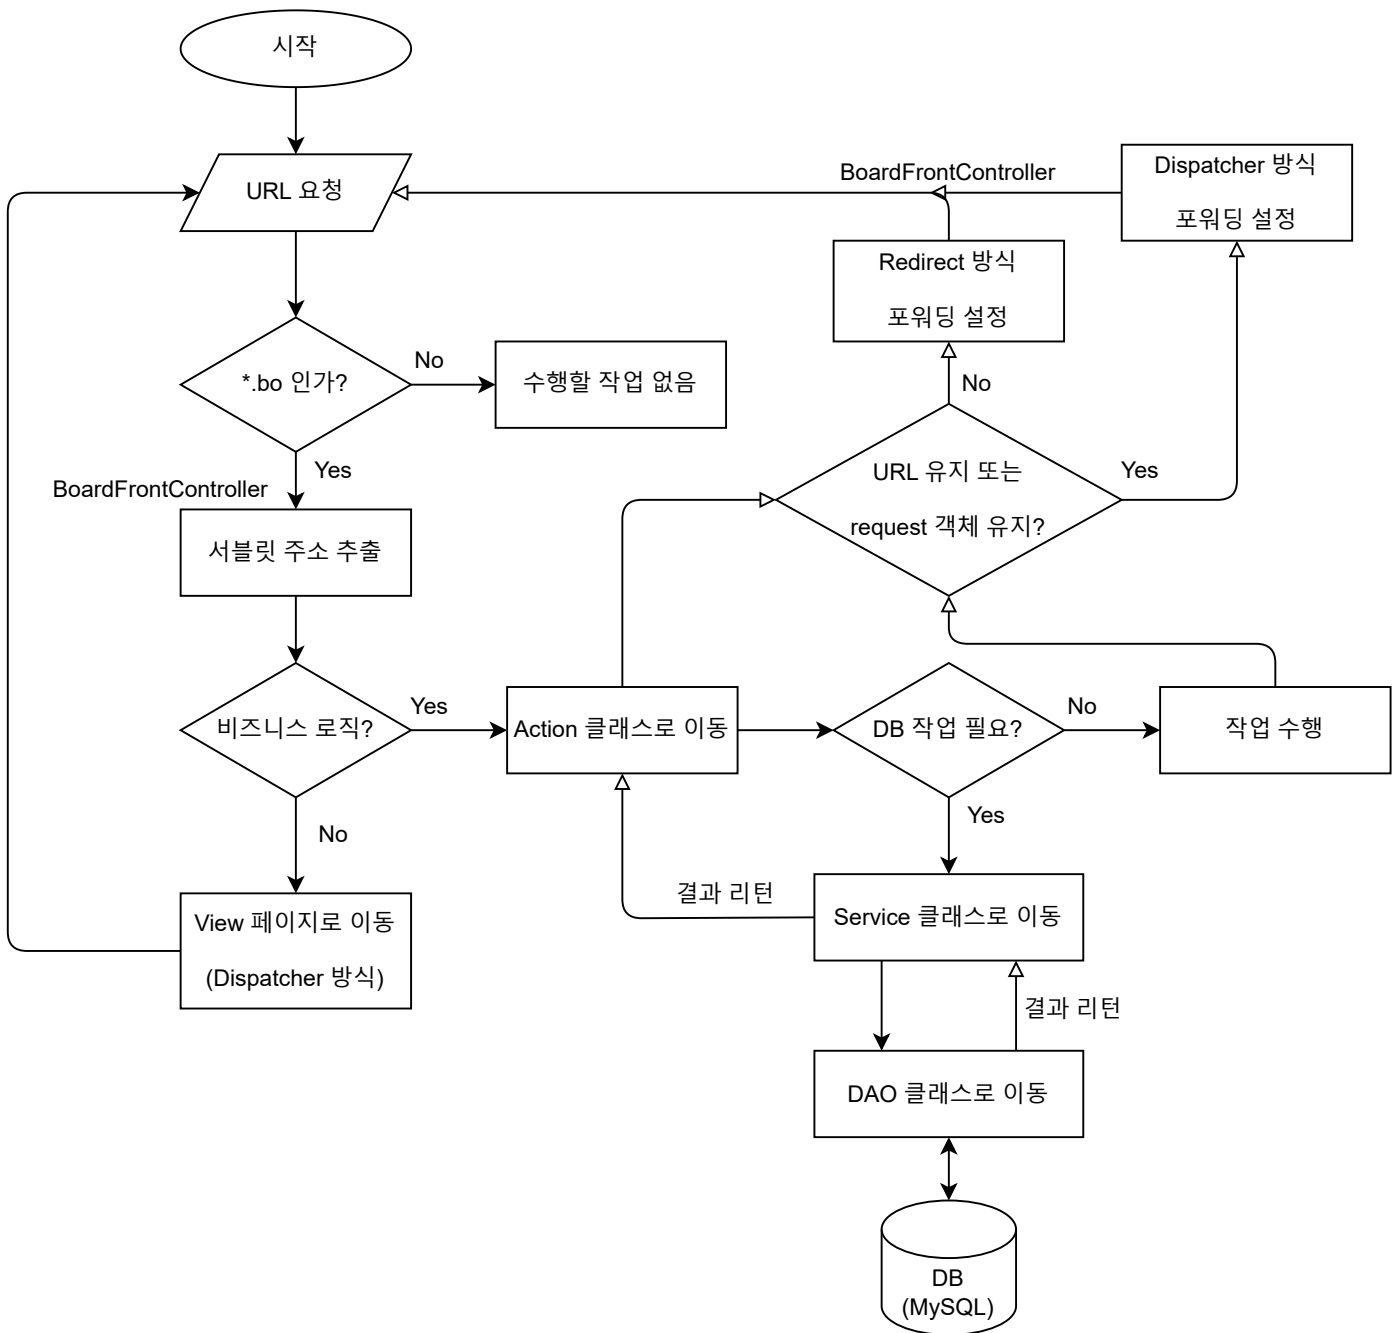 시작
URL 요청
BoardFrontController
Dispatcher 방식
포워딩 설정
Redirect 방식
포워딩 설정
*.bo 인가?
No
수행할 작업 없음
No
Yes
BoardFrontController
URL 유지 또는
request 객체 유지?
Yes
서블릿 주소 추출
비즈니스 로직?
Yes
Action 클래스로 이동
DB 작업 필요?
No
작업 수행
No
Yes
View 페이지로 이동
(Dispatcher 방식)
결과 리턴
Service 클래스로 이동
결과 리턴
DAO 클래스로 이동
DB
(MySQL)